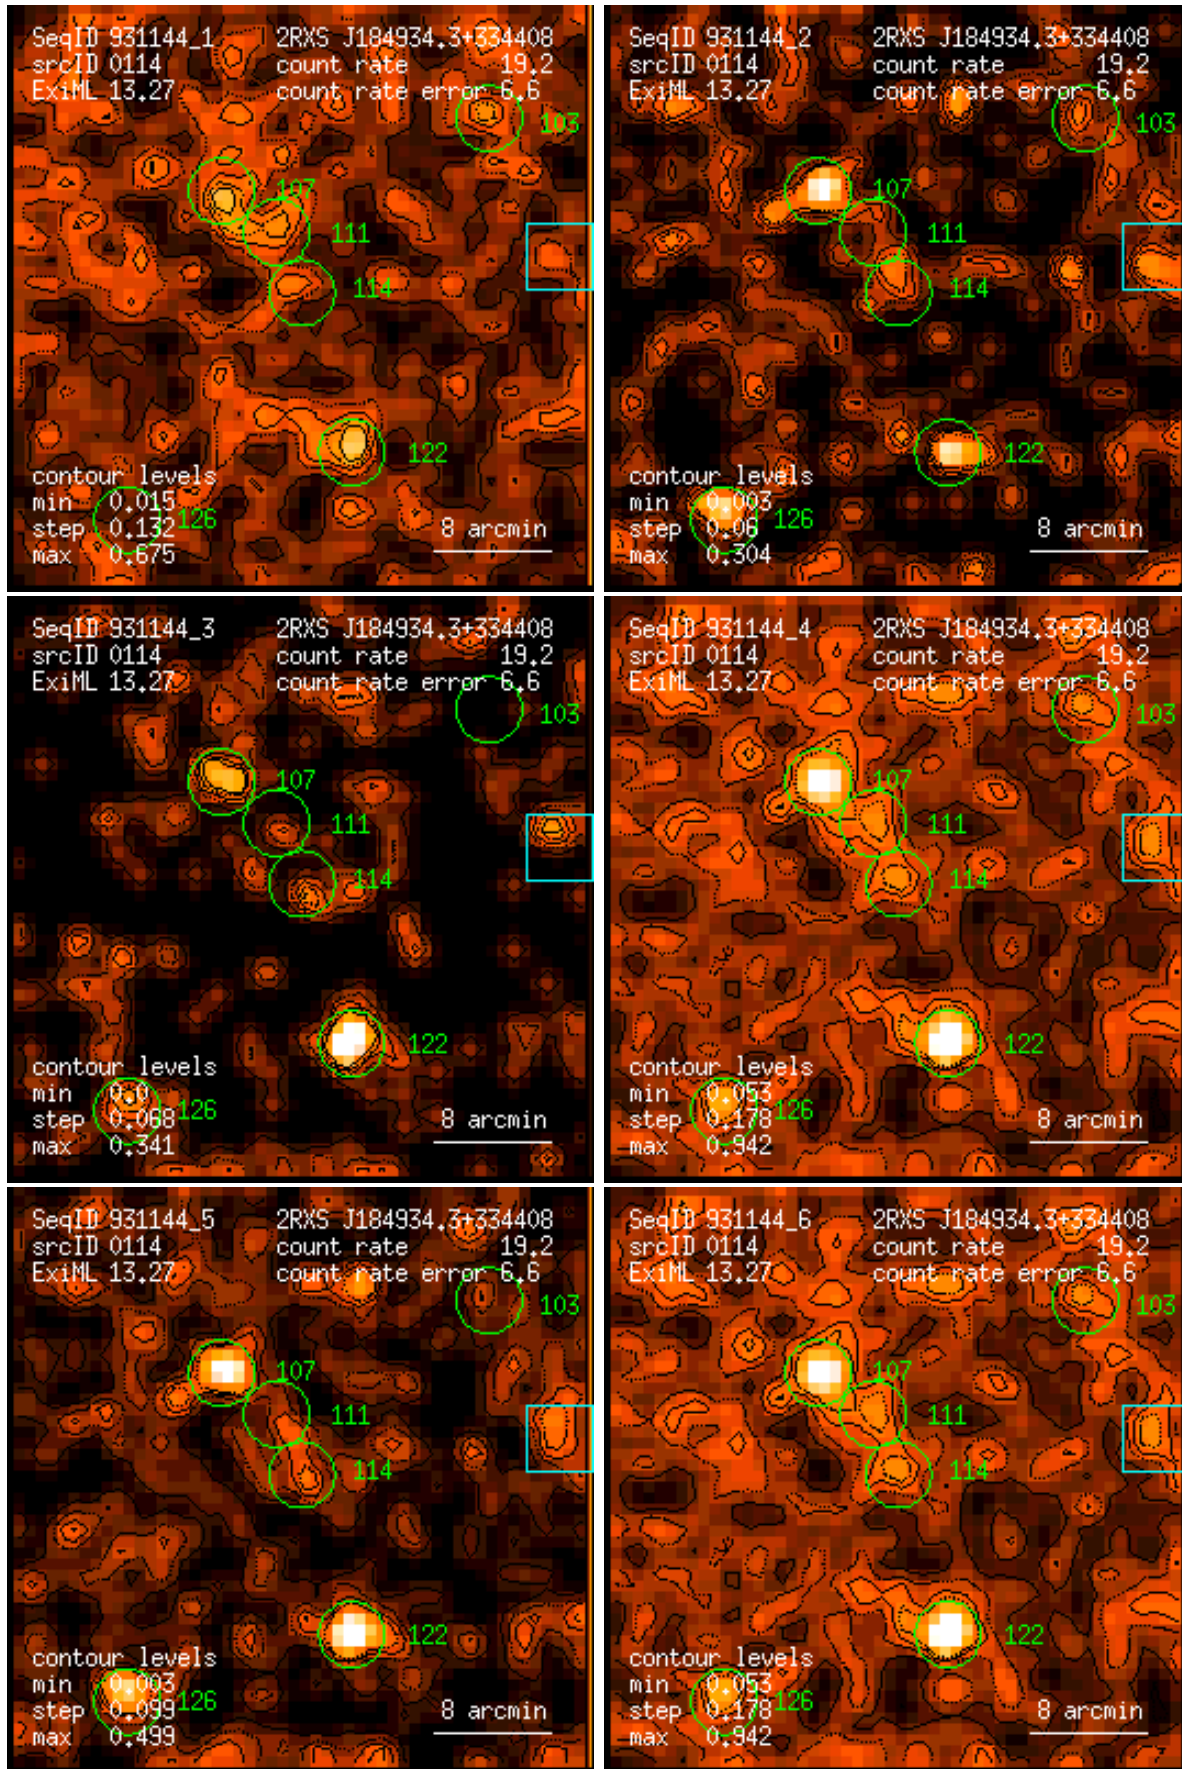 SeqID 931144_1 2RXS J184934.3+334408
srcID 0114 count rate 19.2
ExiML 13.27 count rate error 6.6
103
107
111
114
122
contour levels
min 0.015
126
step 0.132
max 0.675
8 arcmin
SeqID 931144_2 2RXS J184934.3+334408
srcID 0114 count rate 19.2
ExiML 13.27 count rate error 6.6
103
107
111
114
122
contour levels
min 0.003
126
step 0.06
max 0.304
8 arcmin
SeqID 931144_3 2RXS J184934.3+334408
srcID 0114 count rate 19.2
ExiML 13.27 count rate error 6.6
103
107
111
114
122
contour levels
min 0.0
126
step 0.068
max 0.341
8 arcmin
SeqID 931144_4 2RXS J184934.3+334408
srcID 0114 count rate 19.2
ExiML 13.27 count rate error 6.6
103
107
111
114
122
contour levels
min 0.053
126
step 0.178
max 0.942
8 arcmin
SeqID 931144_5 2RXS J184934.3+334408
srcID 0114 count rate 19.2
ExiML 13.27 count rate error 6.6
103
107
111
114
122
contour levels
min 0.003
126
step 0.099
max 0.499
8 arcmin
SeqID 931144_6 2RXS J184934.3+334408
srcID 0114 count rate 19.2
ExiML 13.27 count rate error 6.6
103
107
111
114
122
contour levels
min 0.053
126
step 0.178
max 0.942
8 arcmin